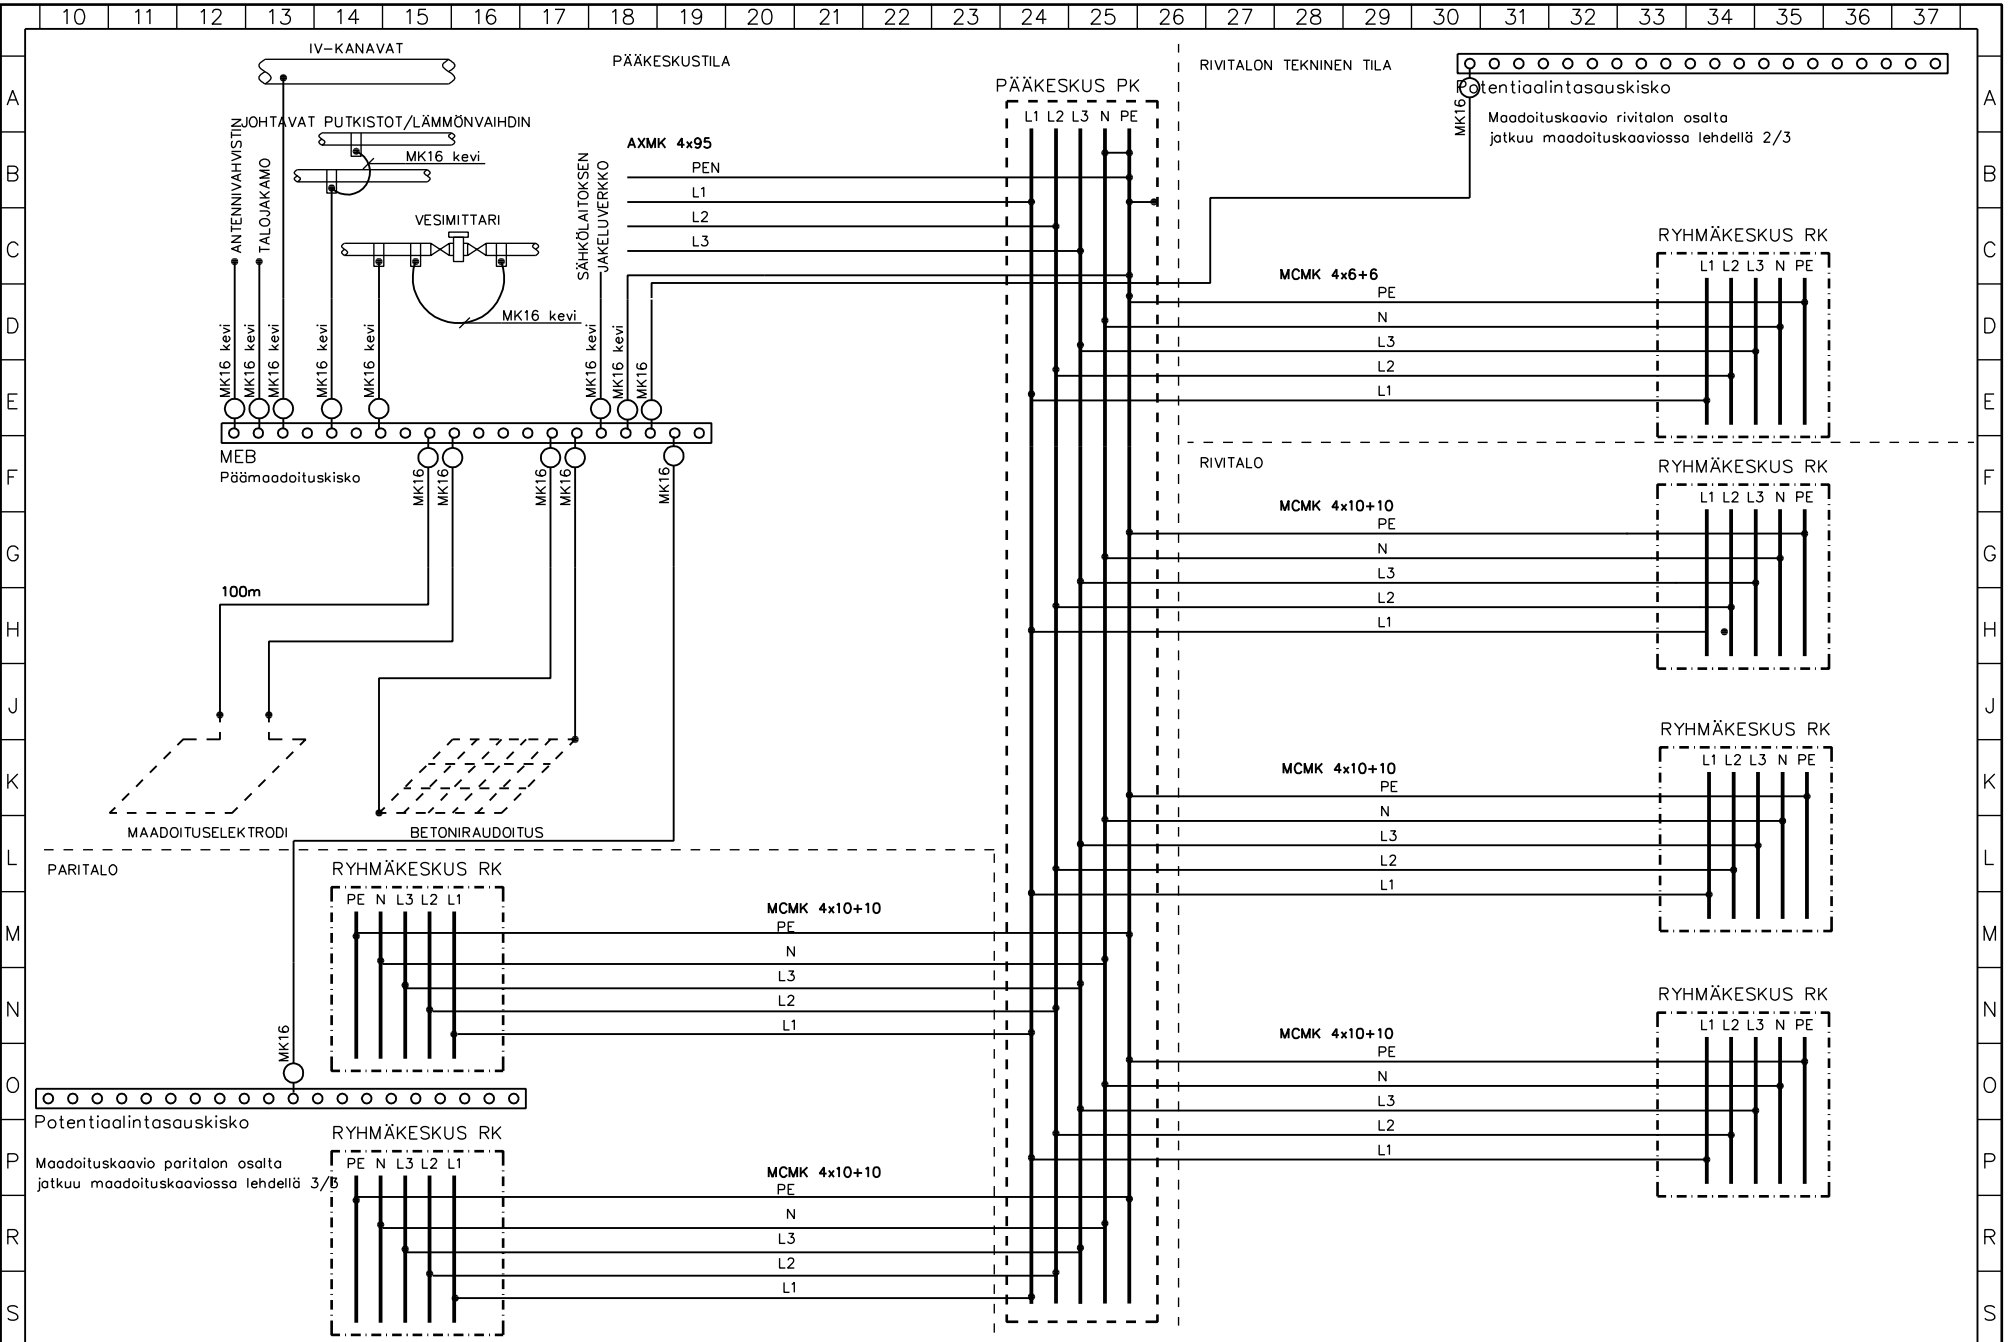 10 11 12 13 14 15 16 17 18 19 20 21 22 23 24 25 26 27 28 29 30 31 32 33 34 35 36 37
A
B
C
D
E
F
G
H
J
K
L
M
N
O
P
R
S
IV-KANAVAT
PÄÄKESKUSTILA
JOHTAVAT PUTKISTOT/LÄMMÖNVAIHDIN
MK16 kevi
ANTENNIVAHVISTIN
TALOJAKAMO
VESIMITTARI
MK16 kevi
SÄHKÖLAITOKSEN
JAKELUVERKKO
AXMK 4x95
PEN
L1
L2
L3
MK16 kevi
MK16 kevi
MK16 kevi
MK16 kevi
MK16 kevi
MK16 kevi
MK16 kevi
MK16
MEB
Päämaadoituskisko
MK16
MK16
MK16
MK16
MK16
100m
MAADOITUSELEKTRODI
BETONIRAUDOITUS
PÄÄKESKUS PK
L1 L2 L3 N PE
RIVITALON TEKNINEN TILA
Potentiaalintasauskisko
MK16
Maadoituskaavio rivitalon osalta
jatkuu maadoituskaaviossa lehdellä 2/3
RYHMÄKESKUS RK
L1 L2 L3 N PE
MCMK 4x6+6
PE
N
L3
L2
L1
RIVITALO
RYHMÄKESKUS RK
L1 L2 L3 N PE
MCMK 4x10+10
PE
N
L3
L2
L1
RYHMÄKESKUS RK
L1 L2 L3 N PE
MCMK 4x10+10
PE
N
L3
L2
L1
RYHMÄKESKUS RK
L1 L2 L3 N PE
MCMK 4x10+10
PE
N
L3
L2
L1
PARITALO
RYHMÄKESKUS RK
PE N L3 L2 L1
MCMK 4x10+10
PE
N
L3
L2
L1
MK16
Potentiaalintasauskisko
Maadoituskaavio paritalon osalta
jatkuu maadoituskaaviossa lehdellä 3/3
RYHMÄKESKUS RK
PE N L3 L2 L1
MCMK 4x10+10
PE
N
L3
L2
L1
A
B
C
D
E
F
G
H
J
K
L
M
N
O
P
R
S